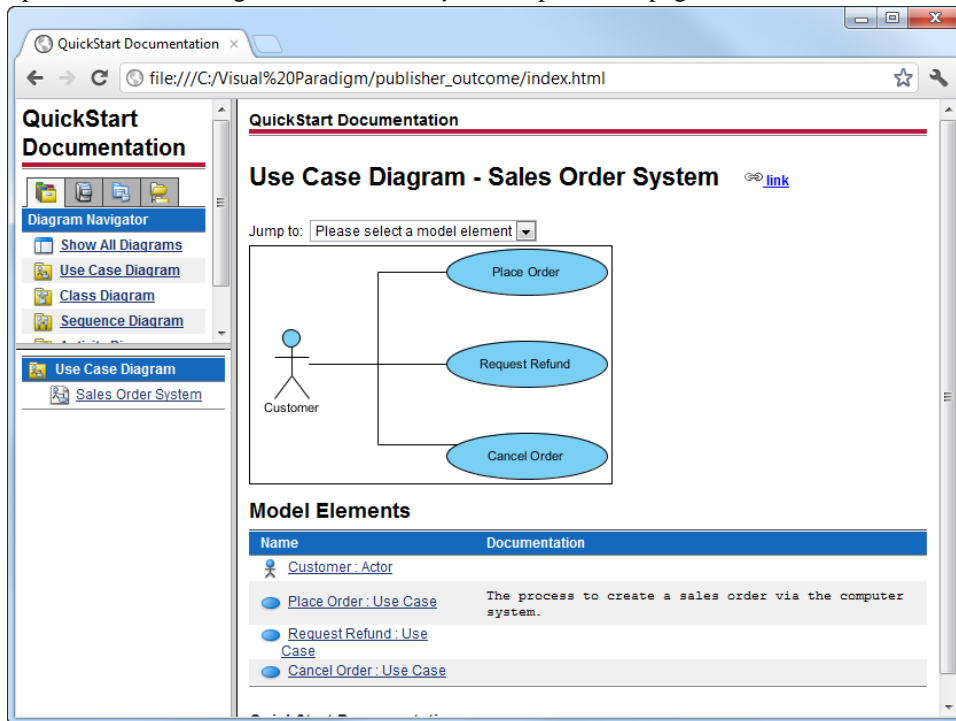 QuickStart Documentation
file:///C:/Visual%20Paradigm/publisher_outcome/index.html
QuickStart
Documentation
Diagram Navigator
Show All Diagrams
Use Case Diagram
Class Diagram
Sequence Diagram
Use Case Diagram
Sales Order System
QuickStart Documentation
Use Case Diagram - Sales Order System link
Jump to: Please select a model element
Place Order
Request Refund
Customer
Cancel Order
Model Elements
Name Documentation
Customer : Actor
Place Order : Use Case The process to create a sales order via the computer
system.
Request Refund : Use
Case
Cancel Order : Use Case